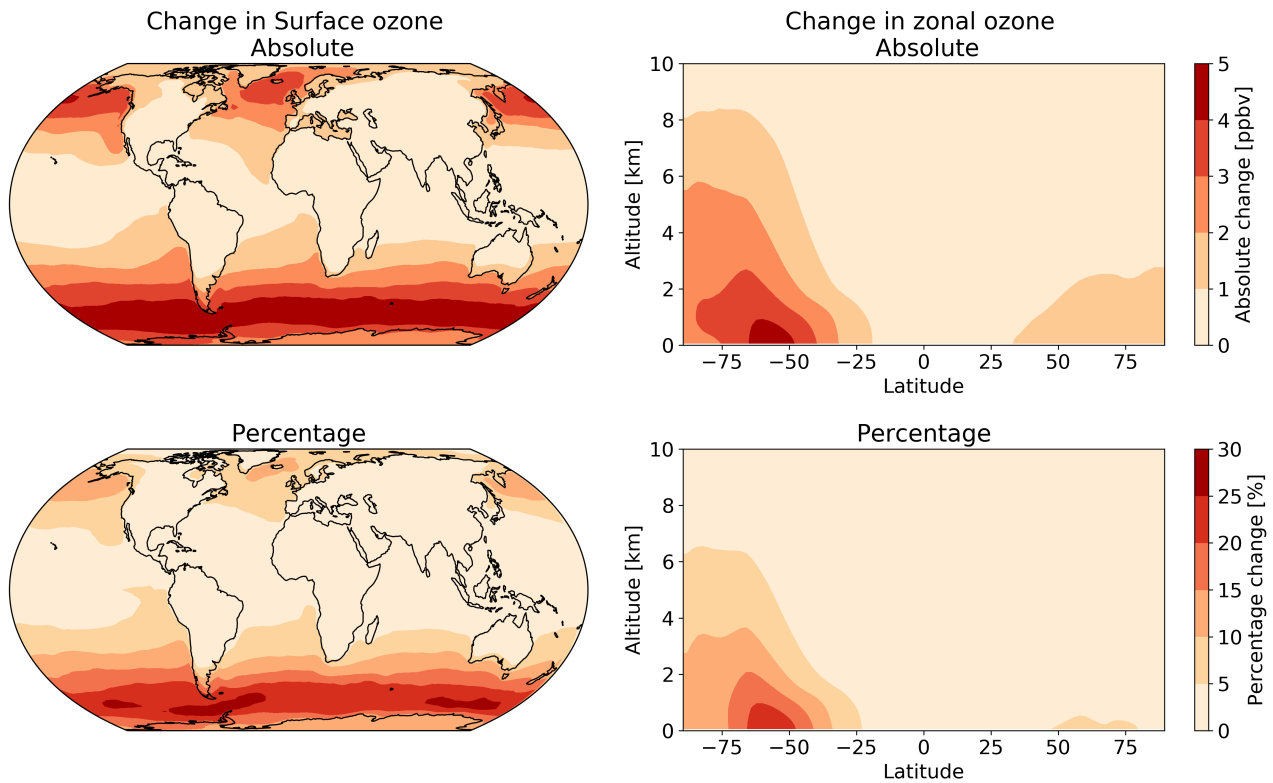 Change in Surface ozone
Absolute
Change in zonal ozone
Absolute
10
8
6
4
2
0
Altitude [km]
−75 −50 −25 0 25 50 75
Latitude
5
4
3
2
1
0
Absolute change [ppbv]
Percentage
Percentage
10
8
6
4
2
0
Altitude [km]
−75 −50 −25 0 25 50 75
Latitude
30
25
20
15
10
5
0
Percentage change [%]